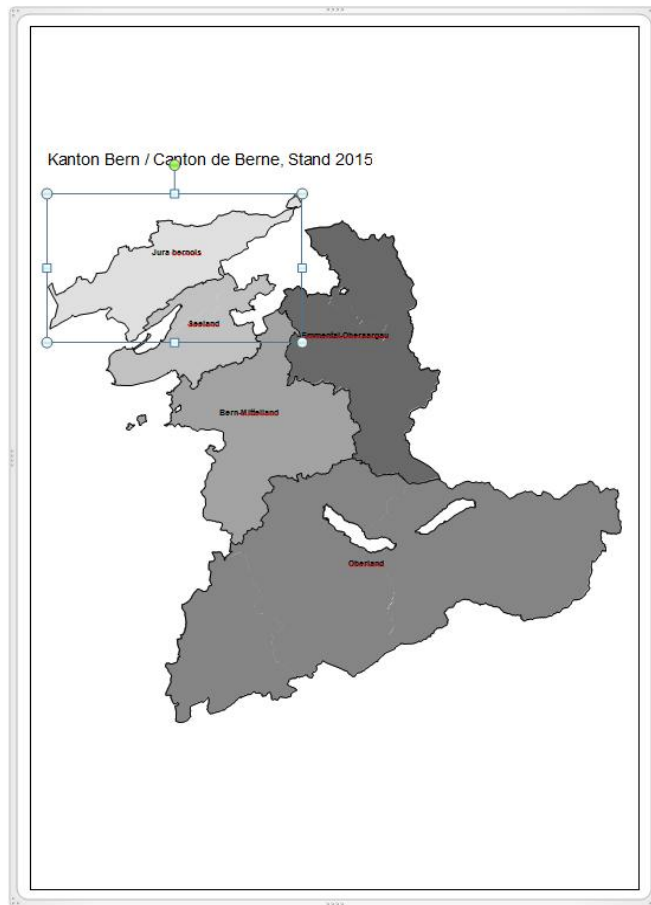 Kanton Bern / Canton de Berne, Stand 2015
Jura bernois
Seeland
Emmental-Oberaargau
Bern-Mittelland
Oberland